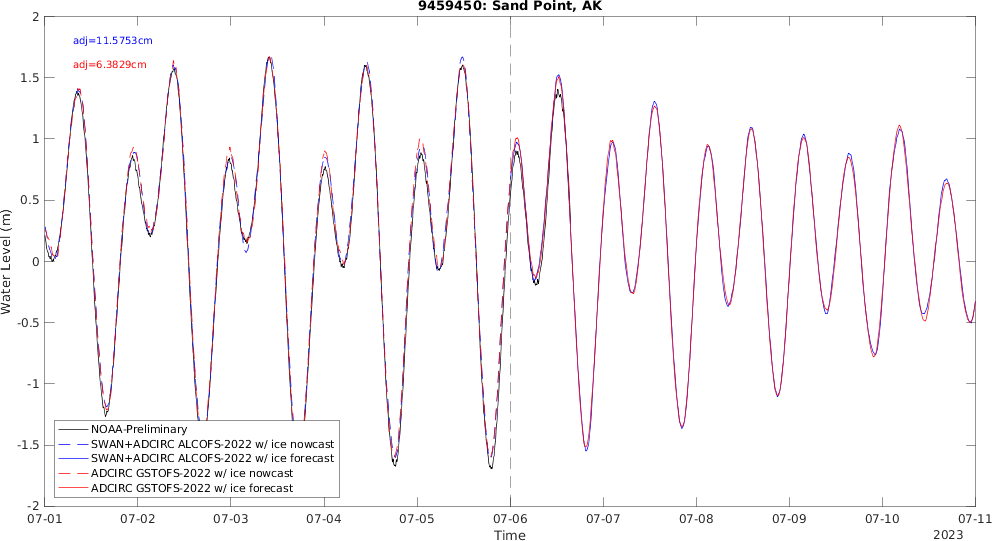 9459450: Sand Point, AK
2
adj=11.5753cm
adj=6.3829cm
1.5
1
0.5
0
-0.5
-1
-1.5
-2
Water Level (m)
NOAA-Preliminary
SWAN+ADCIRC ALCOFS-2022 w/ ice nowcast
SWAN+ADCIRC ALCOFS-2022 w/ ice forecast
ADCIRC GSTOFS-2022 w/ ice nowcast
ADCIRC GSTOFS-2022 w/ ice forecast
07-01 07-02 07-03 07-04 07-05 07-06 07-07 07-08 07-09 07-10 07-11
Time
2023